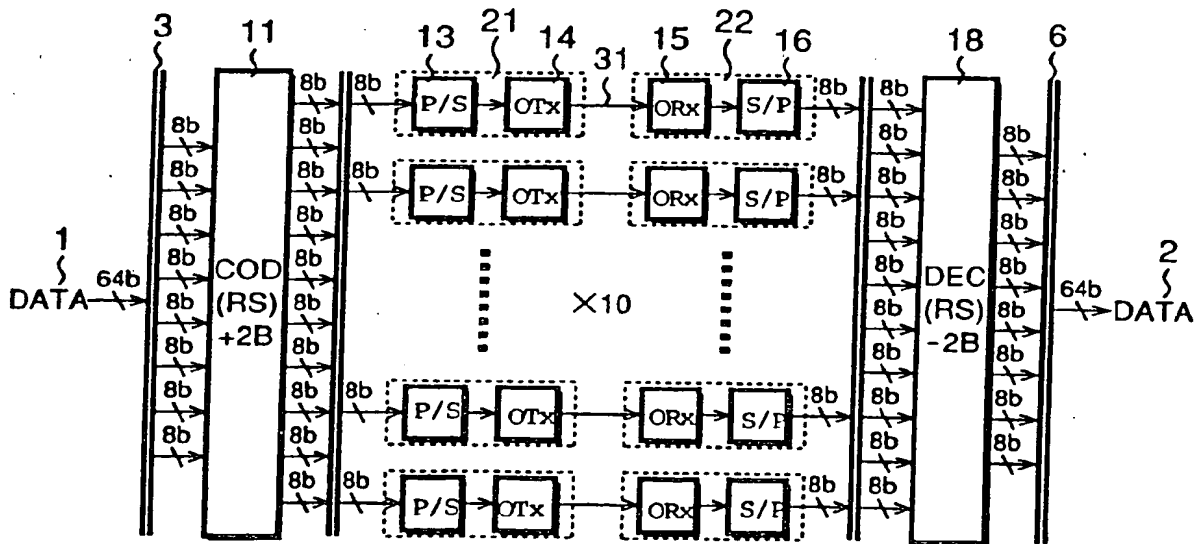 3 11 13 21 14 31 15 22 16 18 6
8b 8b P/S OTx ORx S/P 8b 8b
8b 8b 8b 8b
8b 8b 8b P/S OTx ORx S/P 8b 8b 8b
8b 8b 8b 8b
1 8b 8b 8b 8b 2
DATA 64b COD (RS) +2B ×10 DEC (RS) -2B 64b DATA
8b 8b 8b 8b
8b 8b 8b 8b
8b 8b 8b P/S OTx ORx S/P 8b 8b 8b
8b 8b 8b 8b
8b 8b P/S OTx ORx S/P 8b 8b